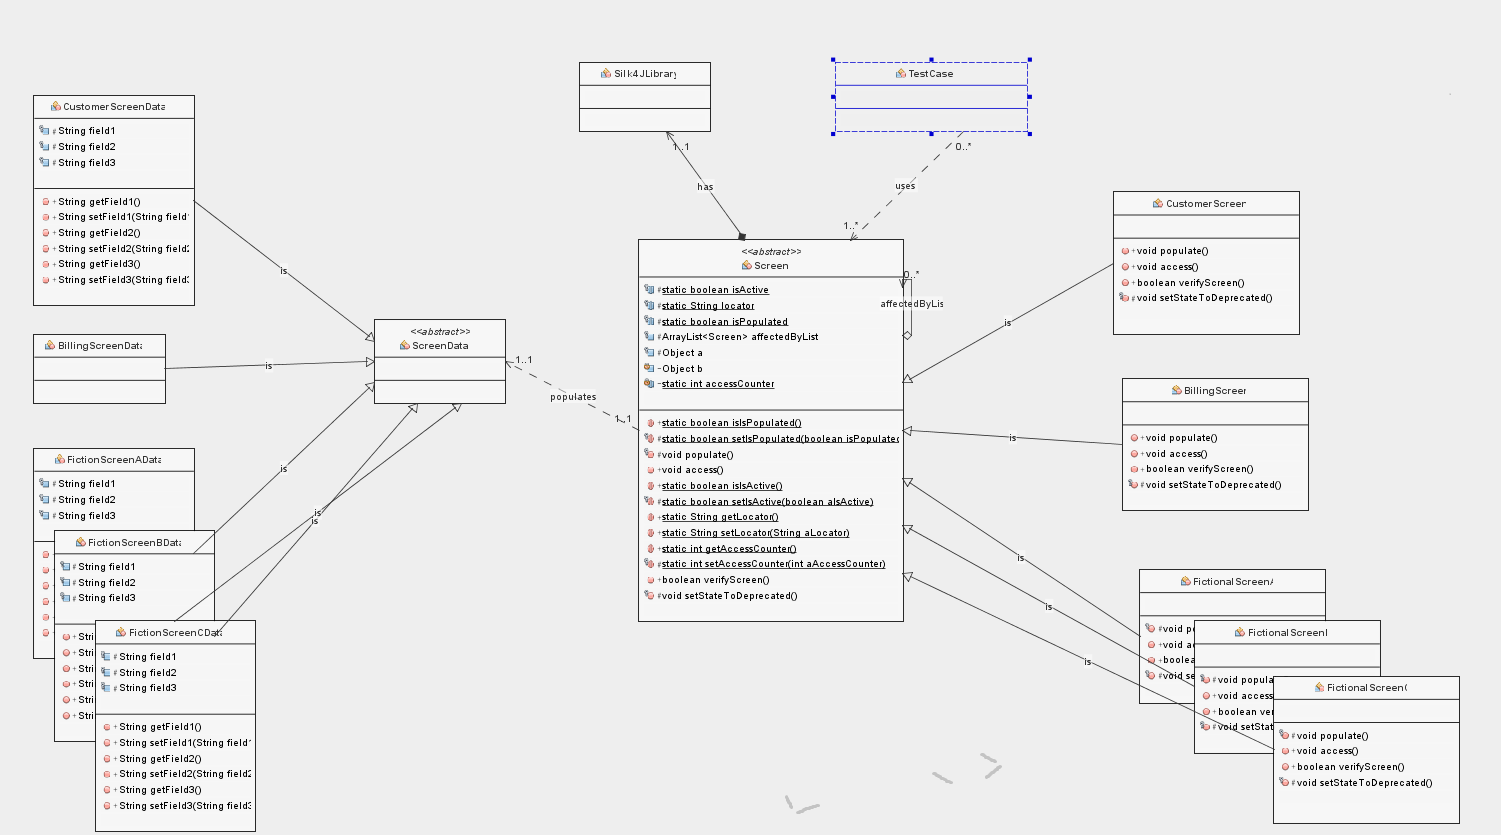 Silk4JLibrary
TestCase
CustomerScreenData
# String field1
# String field2
# String field3
+ String getField1()
+ String setField1(String field
+ String getField2()
+ String setField2(String field
+ String getField3()
+ String setField3(String field
1..1
0..*
has
uses
1..*
CustomerScreen
+ void populate()
+ void access()
+ boolean verifyScreen()
# void setStateToDeprecated()
is
<<abstract>>
Screen
# static boolean isActive
# static String locator
# static boolean isPopulated
# ArrayList<Screen> affectedByList
# Object a
- Object b
- static int accessCounter
+ static boolean isIsPopulated()
# static boolean setIsPopulated(boolean isPopulated
# void populate()
+ void access()
+ static boolean isIsActive()
# static boolean setIsActive(boolean aIsActive)
+ static String getLocator()
+ static String setLocator(String aLocator)
+ static int getAccessCounter()
# static int setAccessCounter(int aAccessCounter)
+ boolean verifyScreen()
# void setStateToDeprecated()
0..*
affectedByLis
is
<<abstract>>
ScreenData
BillingScreenData
is
1..1
populates
1..1
BillingScreen
+ void populate()
+ void access()
+ boolean verifyScreen()
# void setStateToDeprecated()
is
FictionScreenAData
# String field1
# String field2
# String field3
is
is
is
FictionScreenBData
# String field1
# String field2
# String field3
+ Stri
+ Stri
+ Stri
+ Stri
+ Stri
+ Stri
FictionScreenCData
# String field1
# String field2
# String field3
+ String getField1()
+ String setField1(String field
+ String getField2()
+ String setField2(String field
+ String getField3()
+ String setField3(String field
is
is
is
FictionalScreenA
# void po
+ void ac
+ boolea
# void se
FictionalScreen
# void popula
+ void access
+ boolean ver
# void setStat
FictionalScreenC
# void populate()
+ void access()
+ boolean verifyScreen()
# void setStateToDeprecated()